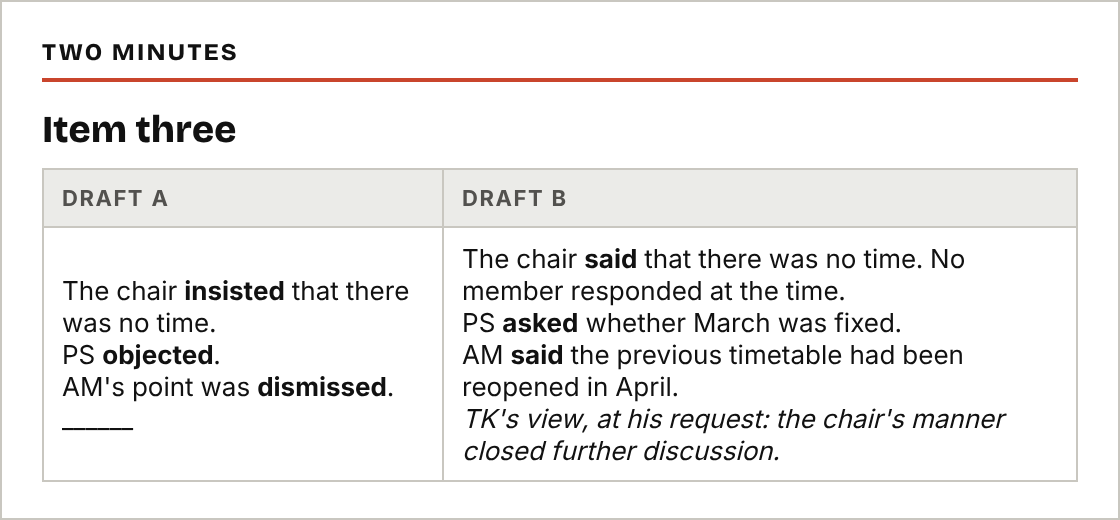 TWO MINUTES
Item three
DRAFT A
DRAFT B
The chair insisted that there
was no time.
PS objected.
AM's point was dismissed.
______
The chair said that there was no time. No
member responded at the time.
PS asked whether March was fixed.
AM said the previous timetable had been
reopened in April.
TK's view, at his request: the chair's manner
closed further discussion.